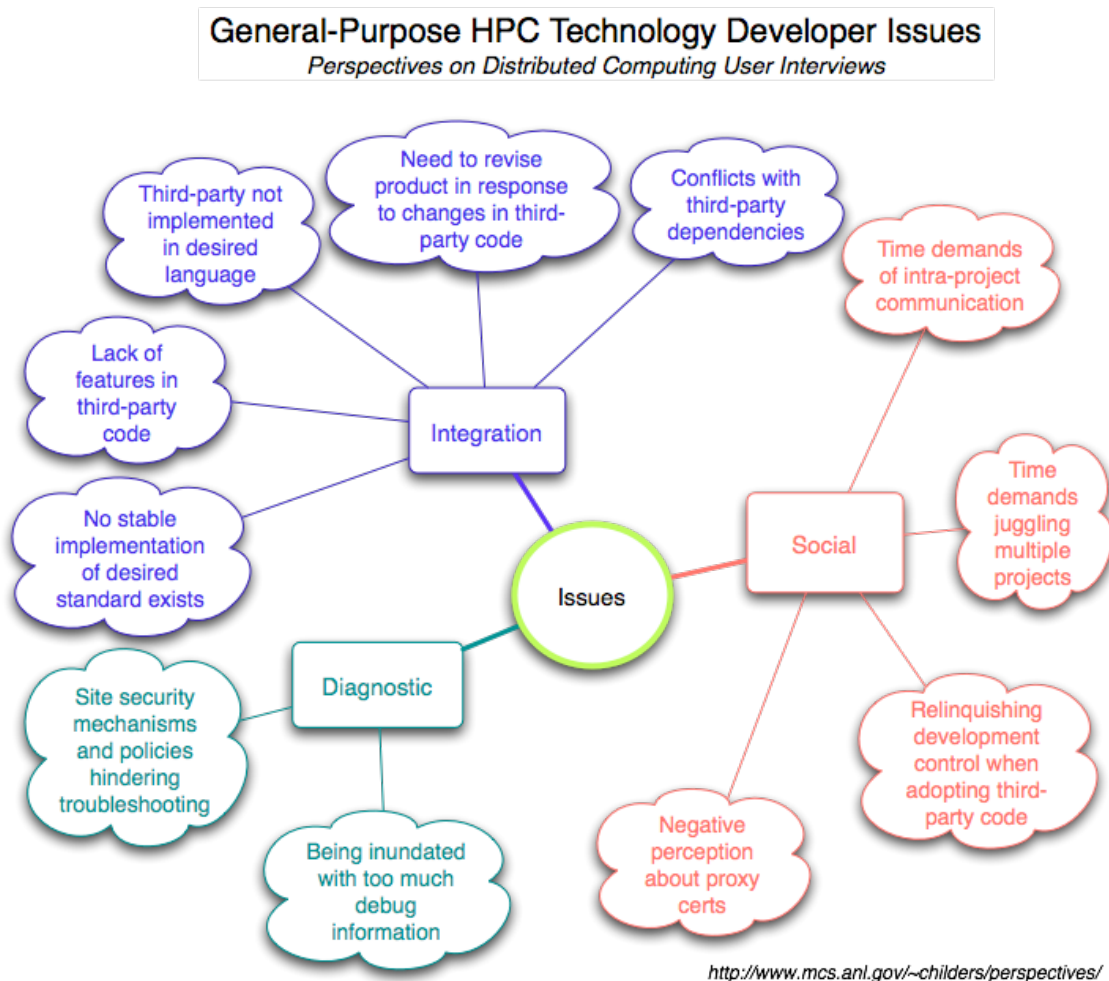 General-Purpose HPC Technology Developer Issues
Perspectives on Distributed Computing User Interviews
Third-party not
implemented
in desired
language
Need to revise
product in response
to changes in third-
party code
Conflicts with
third-party
dependencies
Time demands
of intra-project
communication
Lack of
features in
third-party
code
Integration
No stable
implementation
of desired
standard exists
Time
demands
juggling
multiple
projects
Social
Issues
Diagnostic
Site security
mechanisms
and policies
hindering
troubleshooting
Being inundated
with too much
debug
information
Negative
perception
about proxy
certs
Relinquishing
development
control when
adopting third-
party code
http://www.mcs.anl.gov/~childers/perspectives/